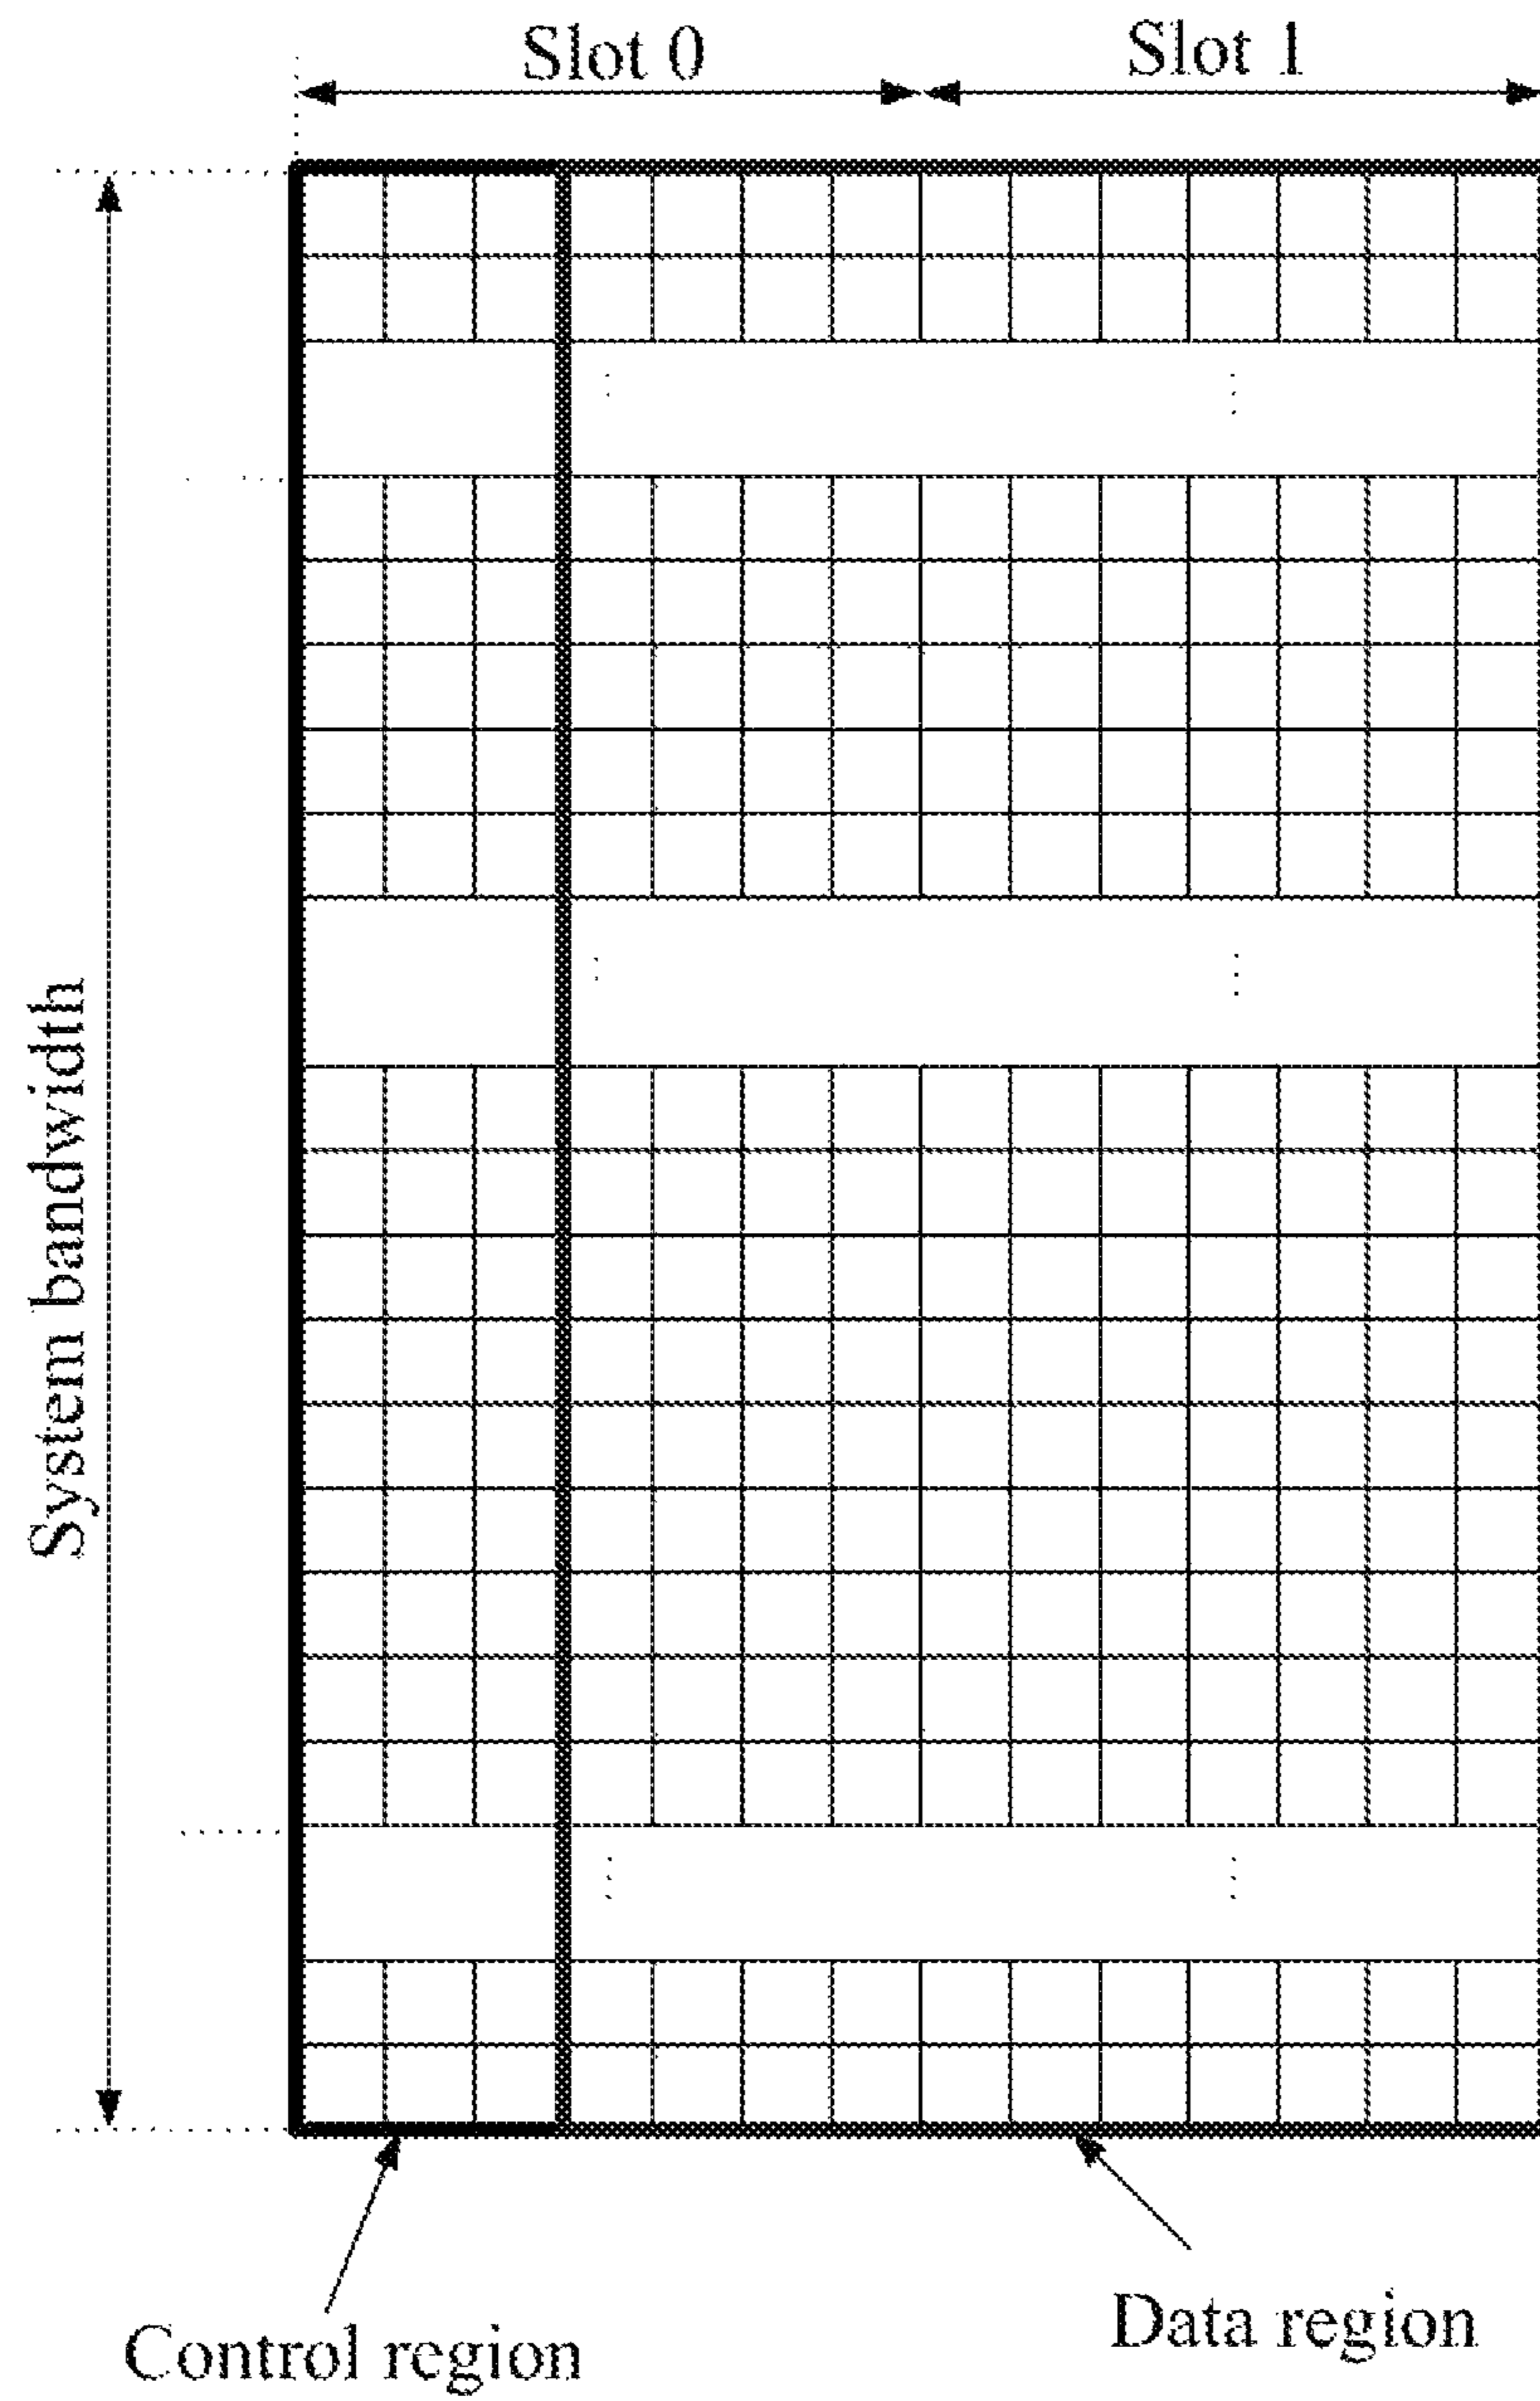 Slot 0
Slot 1
System bandwidth
Control region
Data region